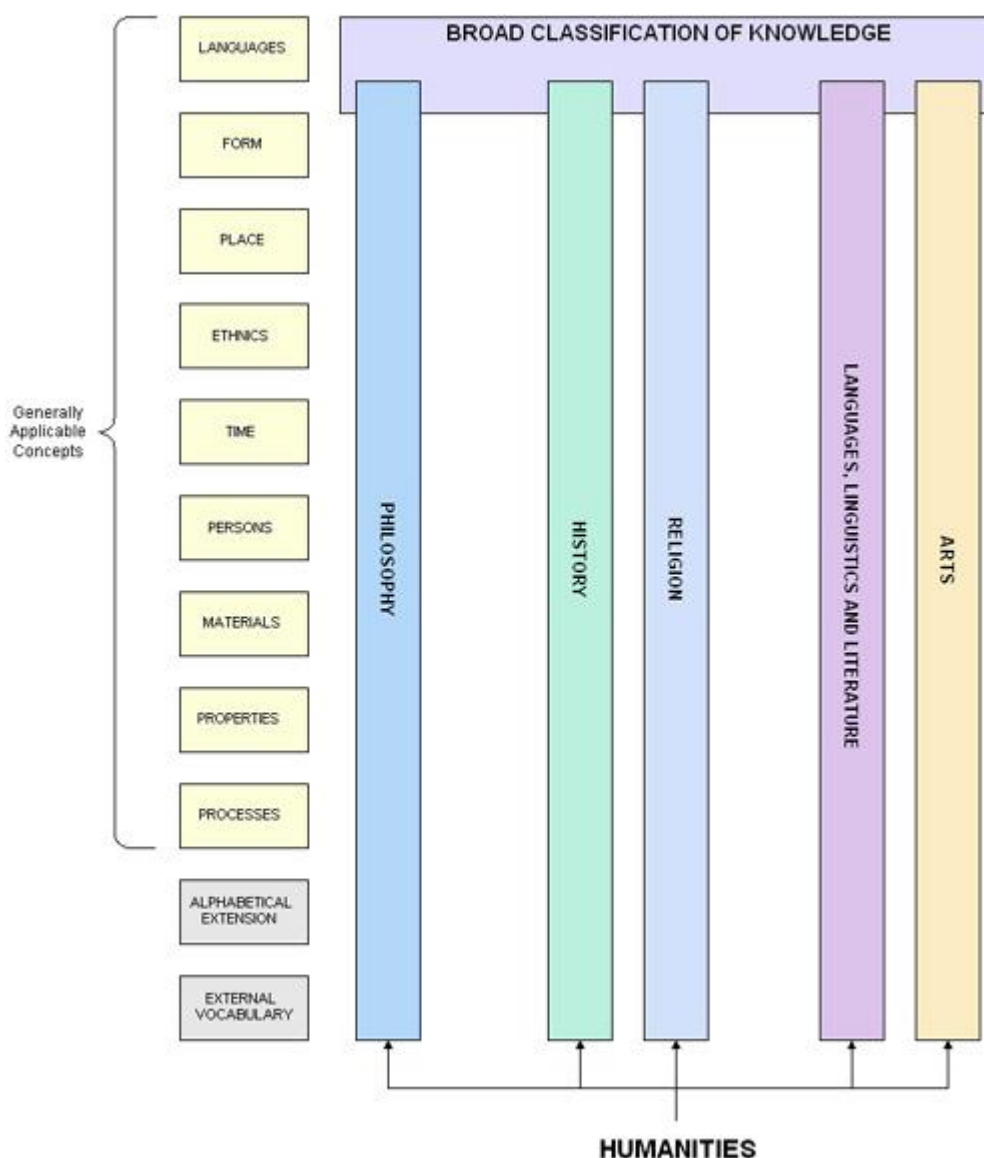 LANGUAGES
BROAD CLASSIFICATION OF KNOWLEDGE
FORM
PLACE
ETHNICS
Generally
Applicable
Concepts
TIME
PERSONS
MATERIALS
PROPERTIES
PROCESSES
ALPHABETICAL
EXTENSION
EXTERNAL
VOCABULARY
PHILOSOPHY
HISTORY
RELIGION
LANGUAGES, LINGUISTICS AND LITERATURE
ARTS
HUMANITIES